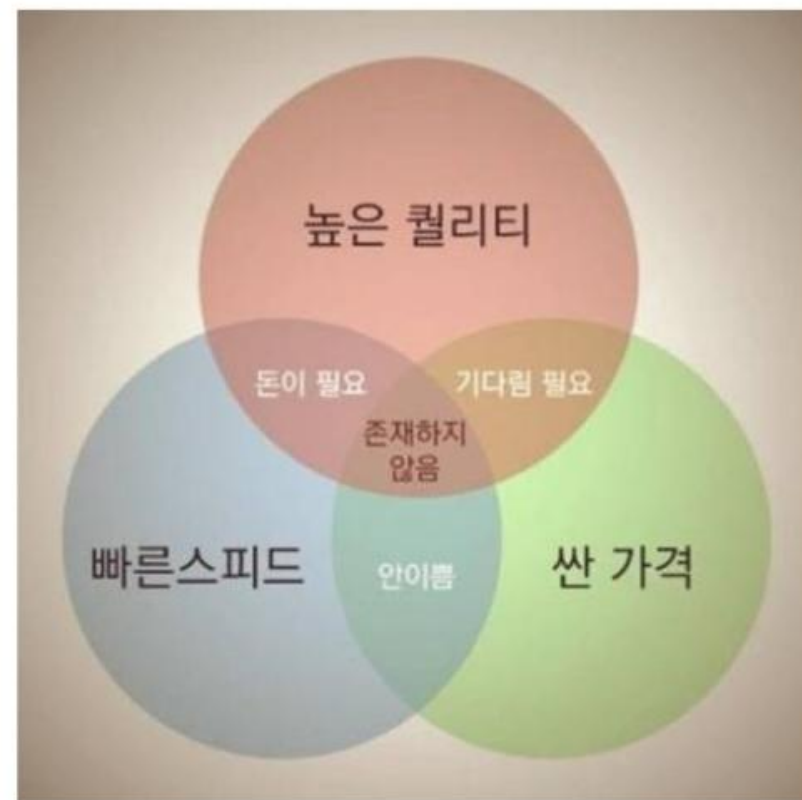 높은 퀄리티
돈이 필요
기다림 필요
존재하지
않음
빠른스피드
안이쁨
싼 가격